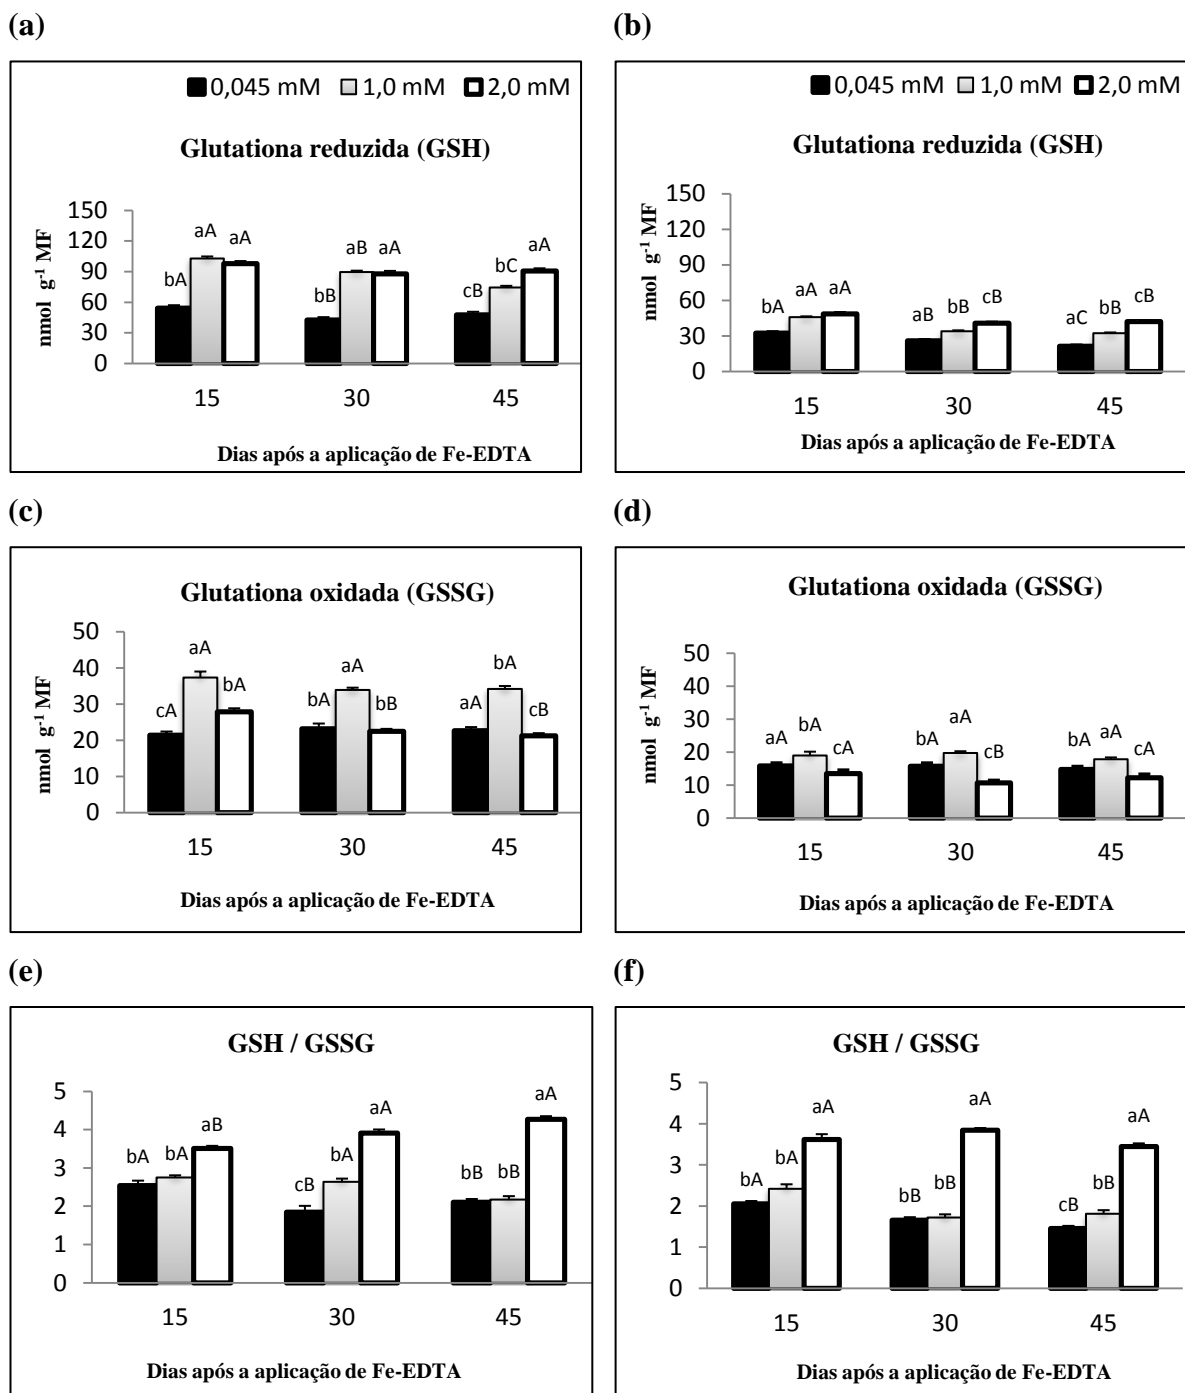 (a)
0,045 mM 1,0 mM 2,0 mM
Glutationa reduzida (GSH)
nmol g-1 MF
150
120
90
60
30
0
bA aA aA
bB aB aA
cB bC aA
15 30 45
Dias após a aplicação de Fe-EDTA
(b)
0,045 mM 1,0 mM 2,0 mM
Glutationa reduzida (GSH)
nmol g-1 MF
150
120
90
60
30
0
bA aA aA
aB bB cB
aC bB cB
15 30 45
Dias após a aplicação de Fe-EDTA
(c)
Glutationa oxidada (GSSG)
nmol g-1 MF
50
40
30
20
10
0
cA aA bA
bA aA bB
aA bA cB
15 30 45
Dias após a aplicação de Fe-EDTA
(d)
Glutationa oxidada (GSSG)
nmol g-1 MF
50
40
30
20
10
0
aA bA cA
bA aA cB
bA aA cA
15 30 45
Dias após a aplicação de Fe-EDTA
(e)
GSH / GSSG
5
4
3
2
1
0
bA bA aB
cB bA aA
bB bB aA
15 30 45
Dias após a aplicação de Fe-EDTA
(f)
GSH / GSSG
5
4
3
2
1
0
bA bA aA
bB bB aA
cB bB aA
15 30 45
Dias após a aplicação de Fe-EDTA